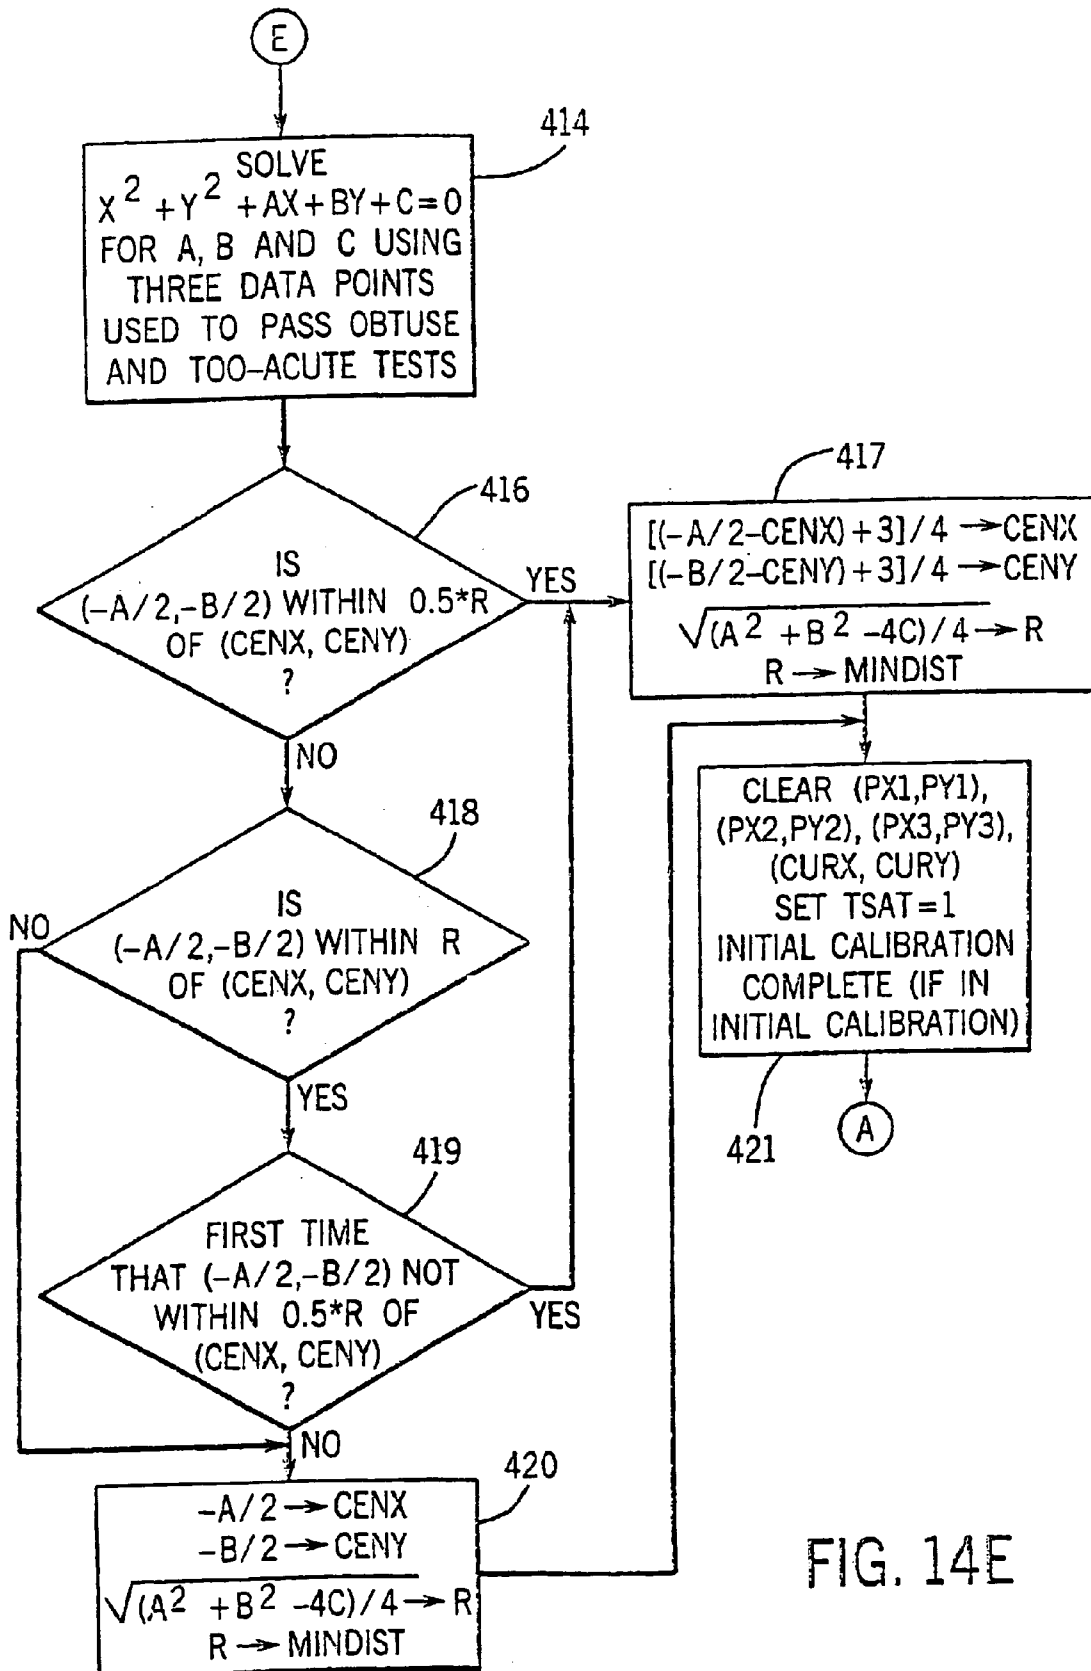 E
414
SOLVE
X² +Y² +AX+BY+C=0
FOR A, B AND C USING
THREE DATA POINTS
USED TO PASS OBTUSE
AND TOO-ACUTE TESTS
416
IS
(-A/2,-B/2) WITHIN 0.5*R
OF (CENX, CENY)
?
YES
NO
417
[(-A/2-CENX)+3]/4 → CENX
[(-B/2-CENY)+3]/4 → CENY
√(A² +B² -4C)/4 → R
R → MINDIST
418
IS
(-A/2,-B/2) WITHIN R
OF (CENX, CENY)
?
NO
YES
419
FIRST TIME
THAT (-A/2,-B/2) NOT
WITHIN 0.5*R OF
(CENX, CENY)
?
YES
NO
420
-A/2 → CENX
-B/2 → CENY
√(A² +B² -4C)/4 → R
R → MINDIST
CLEAR (PX1,PY1),
(PX2,PY2), (PX3,PY3),
(CURX, CURY)
SET TSAT=1
INITIAL CALIBRATION
COMPLETE (IF IN
INITIAL CALIBRATION)
421
A
FIG. 14E